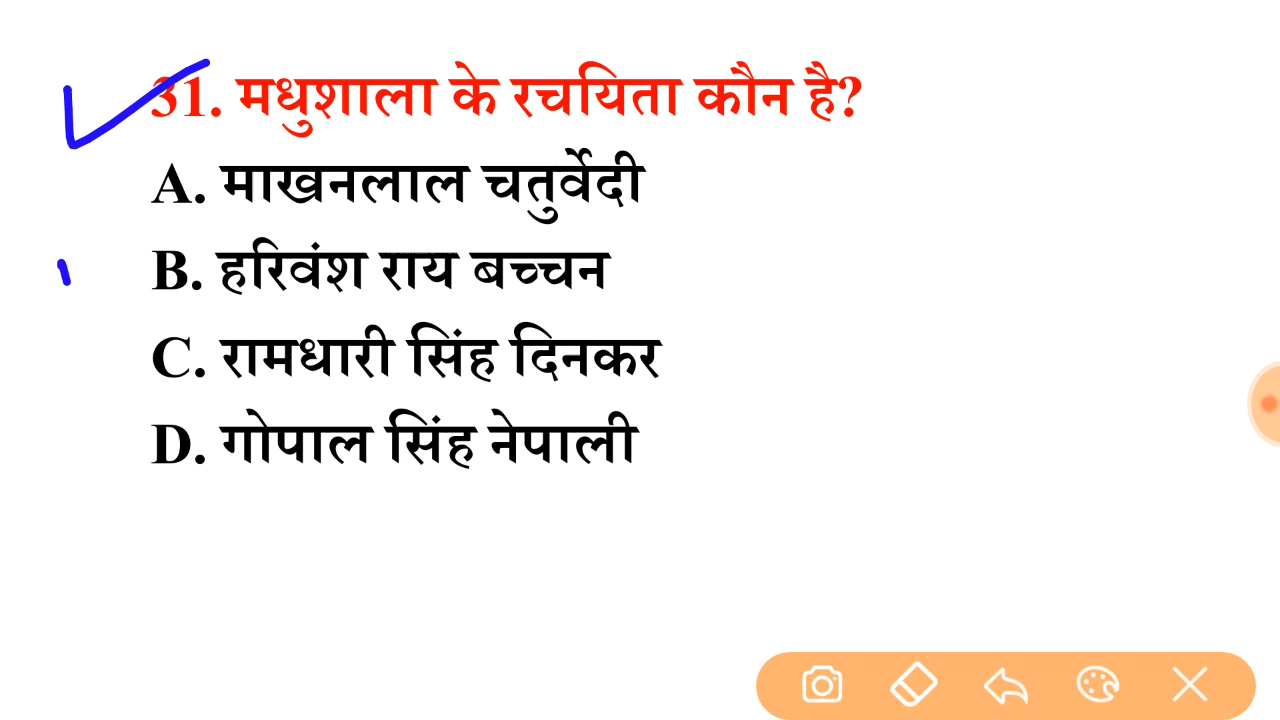 31. मधुशाला के रचयिता कौन है?
A. माखनलाल चतुर्वेदी
B. हरिवंश राय बच्चन
C. रामधारी सिंह दिनकर
D. गोपाल सिंह नेपाली